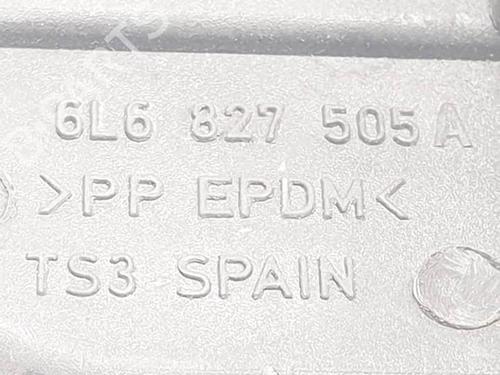 6L6 827 505 A
>PP EPDM<
TS3 SPAIN